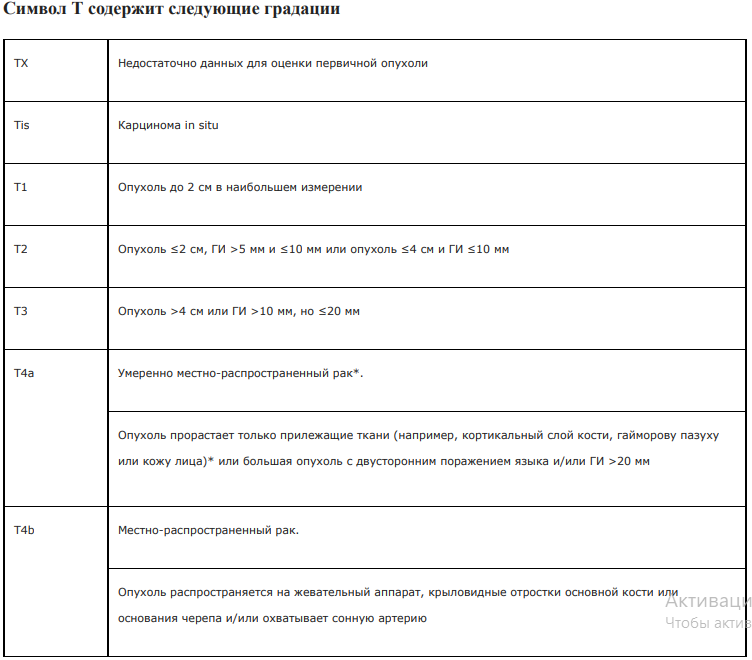 Символ T содержит следующие градации
TX
Недостаточно данных для оценки первичной опухоли
Tis
Карцинома in situ
T1
Опухоль до 2 см в наибольшем измерении
T2
Опухоль ≤2 см, ГИ >5 мм и ≤10 мм или опухоль ≤4 см и ГИ ≤10 мм
T3
Опухоль >4 см или ГИ >10 мм, но ≤20 мм
T4a
Умеренно местно-распространенный рак*.
Опухоль прорастает только прилежащие ткани (например, кортикальный слой кости, гайморову пазуху
или кожу лица)* или большая опухоль с двусторонним поражением языка и/или ГИ >20 мм
T4b
Местно-распространенный рак.
Опухоль распространяется на жевательный аппарат, крыловидные отростки основной кости или
основания черепа и/или охватывает сонную артерию
Активаци
Чтобы актив